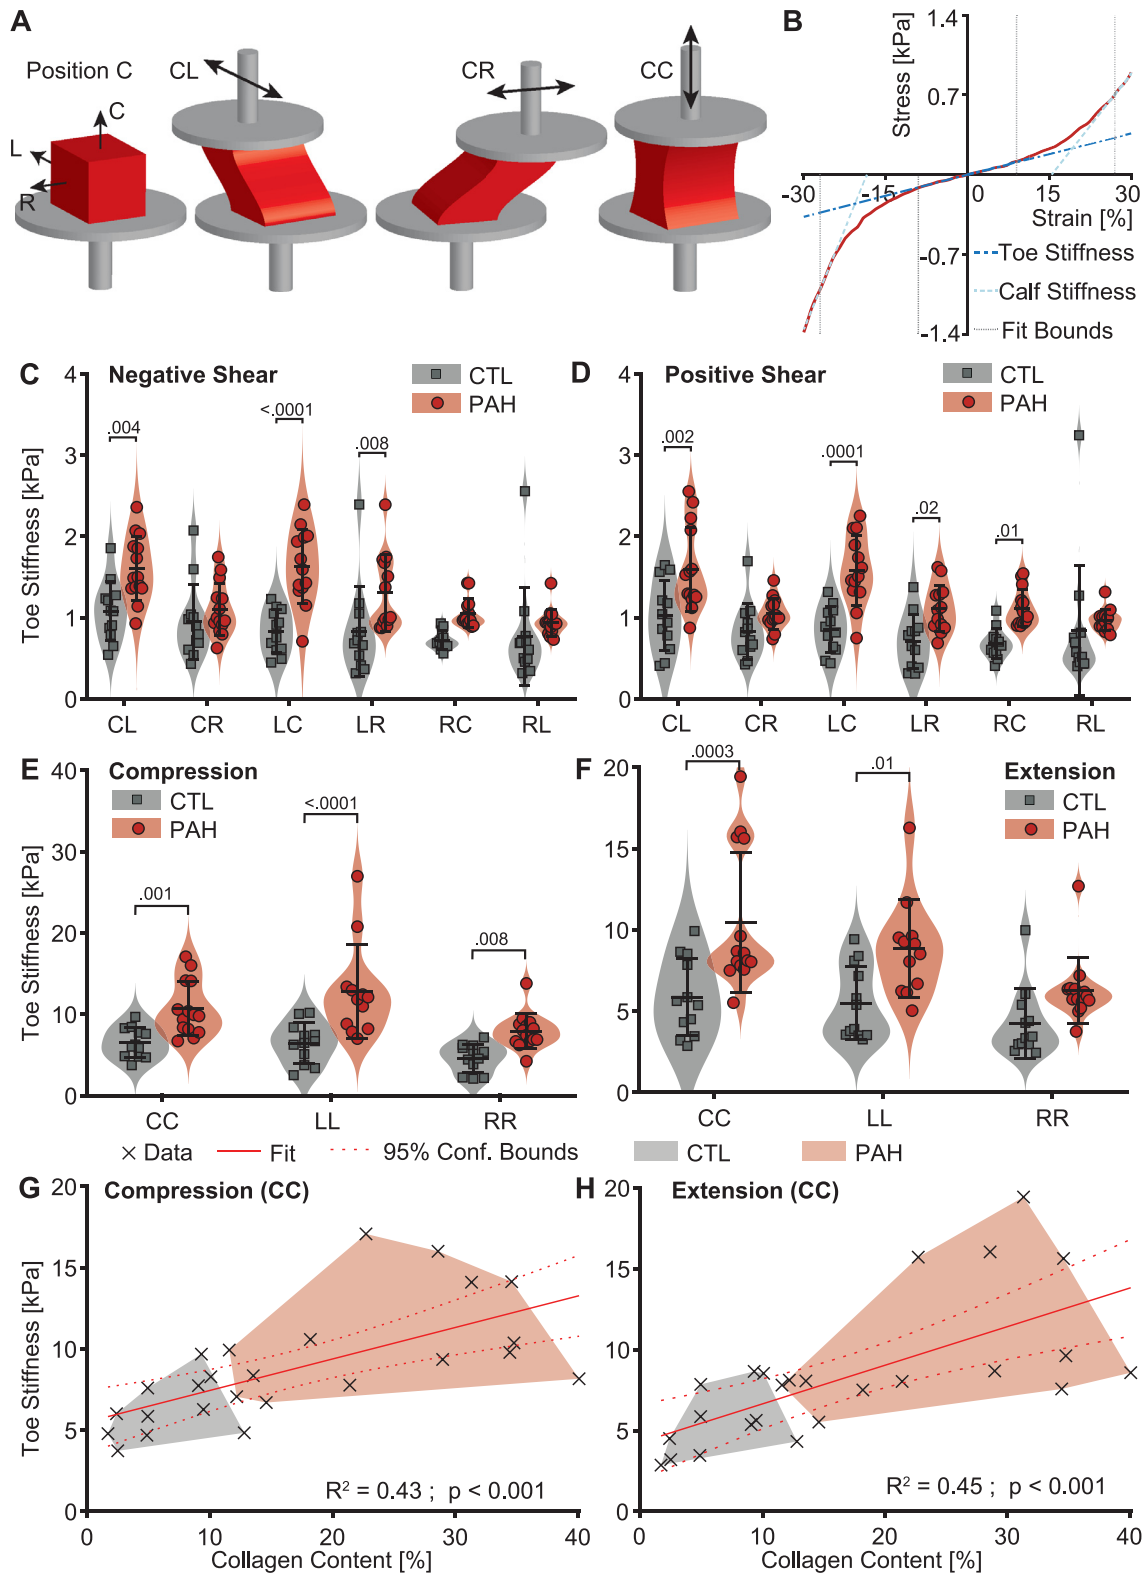 A
Position C
C
L
R
CL
CR
CC
B
Stress [kPa]
1.4
0.7
-30
-15
0
15
30
Strain [%]
-0.7
-1.4
Toe Stiffness
Calf Stiffness
Fit Bounds
C
Negative Shear
CTL
PAH
Toe Stiffness [kPa]
4
3
2
1
0
.004
<.0001
.008
CL
CR
LC
LR
RC
RL
D
Positive Shear
CTL
PAH
4
3
2
1
0
.002
.0001
.02
.01
CL
CR
LC
LR
RC
RL
E
Compression
CTL
PAH
Toe Stiffness [kPa]
40
30
20
10
0
.001
<.0001
.008
CC
LL
RR
F
Extension
CTL
PAH
20
15
10
5
0
.0003
.01
CC
LL
RR
× Data
Fit
95% Conf. Bounds
CTL
PAH
G
Compression (CC)
Toe Stiffness [kPa]
20
15
10
5
0
R² = 0.43 ; p < 0.001
0
10
20
30
40
Collagen Content [%]
H
Extension (CC)
20
15
10
5
0
R² = 0.45 ; p < 0.001
0
10
20
30
40
Collagen Content [%]